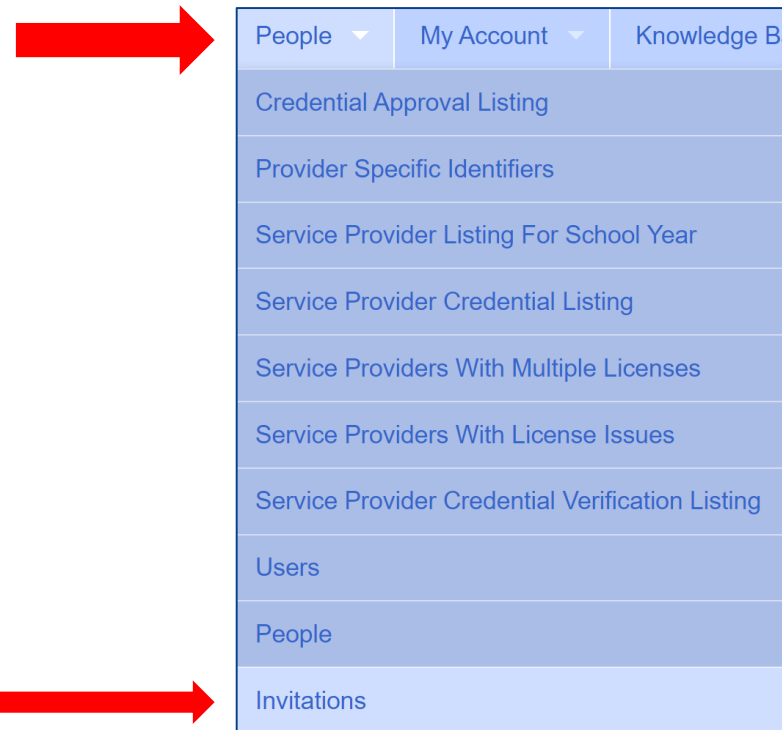 People My Account Knowledge B
Credential Approval Listing
Provider Specific Identifiers
Service Provider Listing For School Year
Service Provider Credential Listing
Service Providers With Multiple Licenses
Service Providers With License Issues
Service Provider Credential Verification Listing
Users
People
Invitations